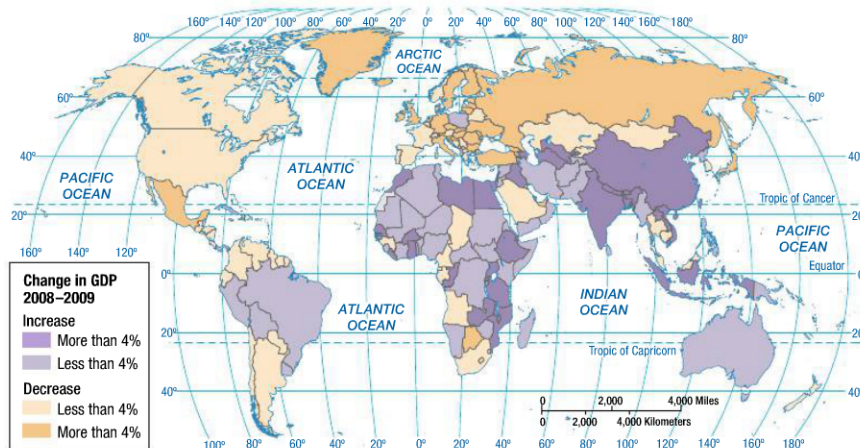 160° 140° 120° 100° 80° 60° 40° 20° 0° 20° 40° 60° 80° 100° 120° 140° 160°
80° 80°
ARCTIC
OCEAN
60° 60°
40° 40°
PACIFIC
OCEAN
ATLANTIC
OCEAN
Tropic of Cancer
20° 20°
PACIFIC
OCEAN
160° 140° 120° 160° 180°
Equator
0° 0° 0°
INDIAN
OCEAN
ATLANTIC
OCEAN
20° 20°
Tropic of Capricorn
40° 40°
0 2,000 4,000 Miles
0 2,000 4,000 Kilometers
100° 80° 60° 40° 20° 0° 20° 40° 60° 80° 100° 120° 140° 160° 180°
Change in GDP
2008–2009
Increase
More than 4%
Less than 4%
Decrease
Less than 4%
More than 4%